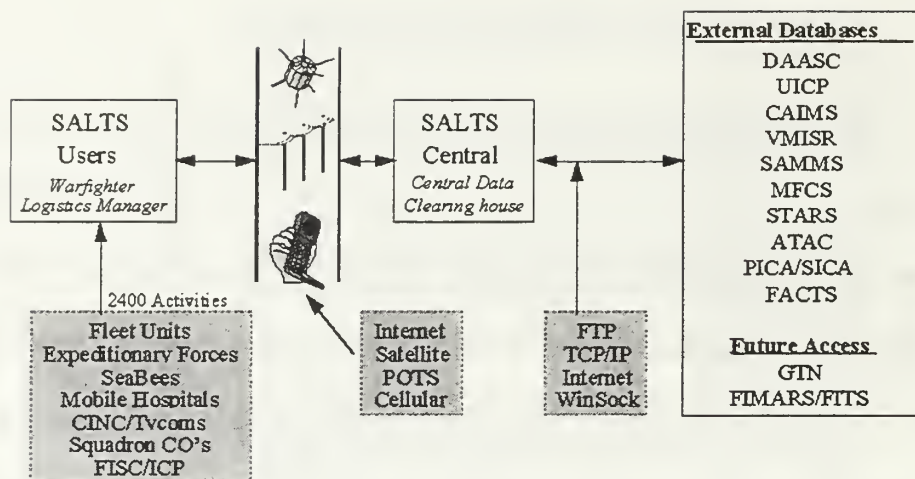 SALTS
Users
Warfighter
Logistics Manager
SALTS
Central
Central Data
Clearing house
External Databases
DAASC
UICP
CAIMS
VMISR
SAMMS
MFCS
STARS
ATAC
PICA/SICA
FACTS
Future Access
GTN
FIMARS/FITS
2400 Activities
Fleet Units
Expeditionary Forces
SeaBees
Mobile Hospitals
CINC/Tycoms
Squadron CO's
FISC/ICP
Internet
Satellite
POTS
Cellular
FTP
TCP/IP
Internet
WinSock